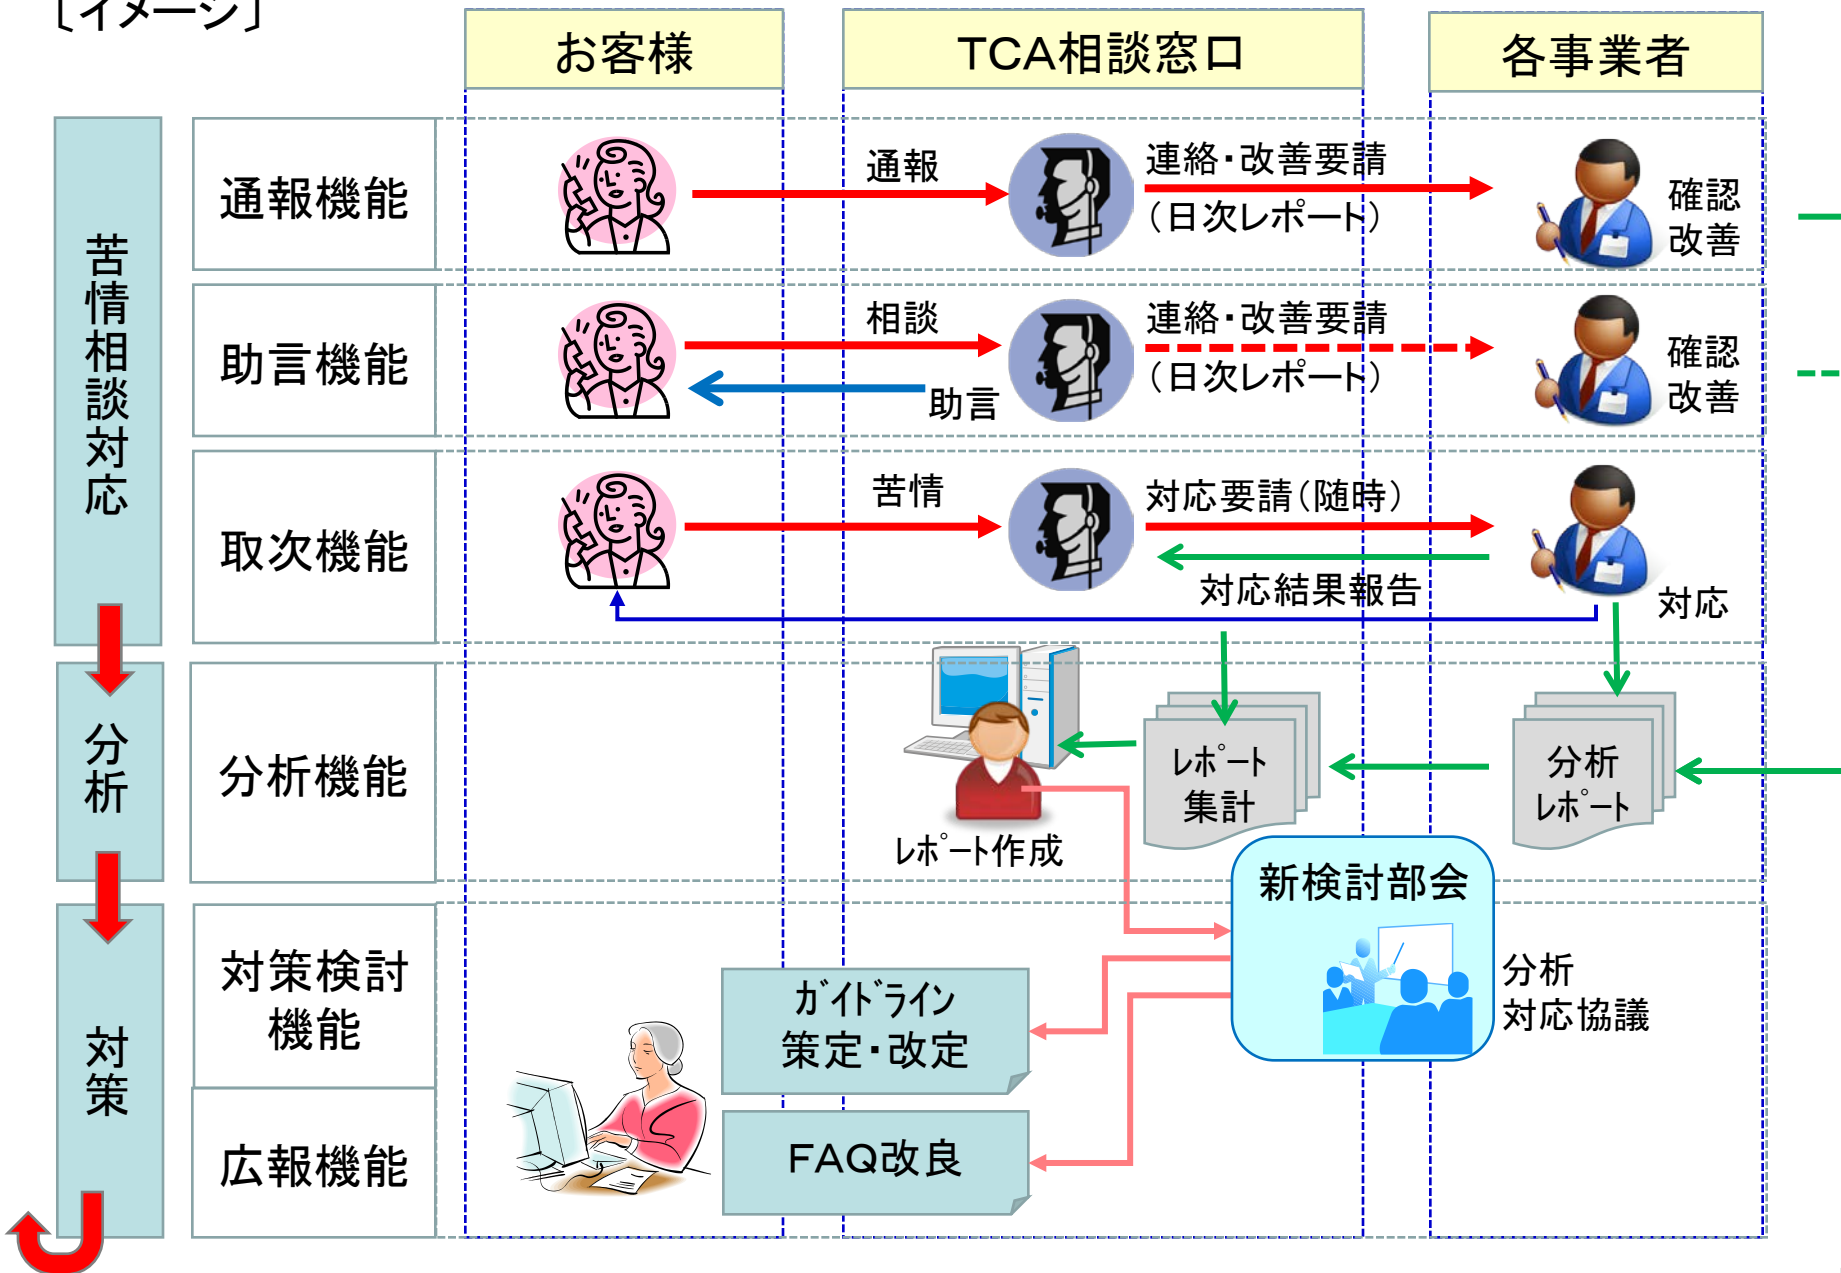 〔イメージ〕
お客様
TCA相談窓口
各事業者
苦情相談対応
通報機能
通報
連絡・改善要請
（日次レポート）
確認
改善
助言機能
相談
助言
連絡・改善要請
（日次レポート）
確認
改善
取次機能
苦情
対応要請（随時）
対応結果報告
対応
分析
分析機能
レポート作成
レポート
集計
分析
レポート
対策
対策検討
機能
新検討部会
分析
対応協議
ガイドライン
策定・改定
広報機能
FAQ改良